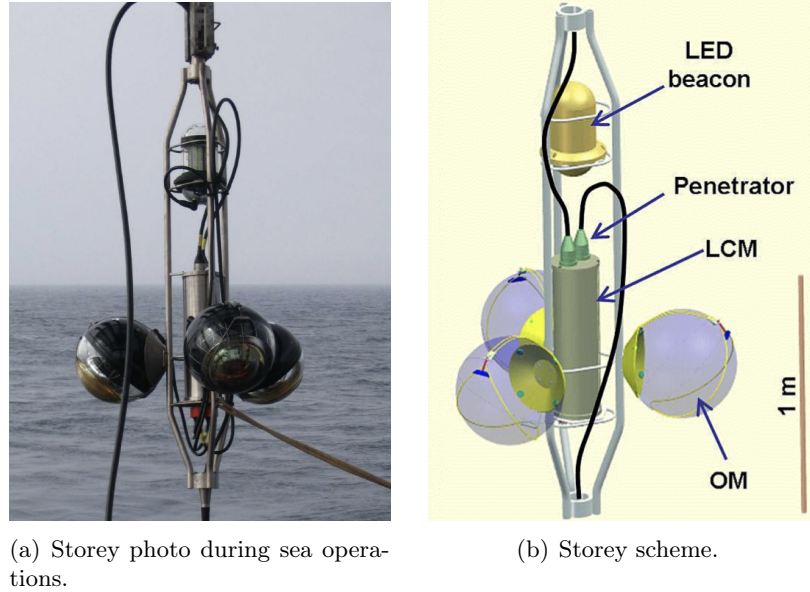 LED
beacon
Penetrator
LCM
1 m
OM
(a) Storey photo during sea opera-
tions.
(b) Storey scheme.